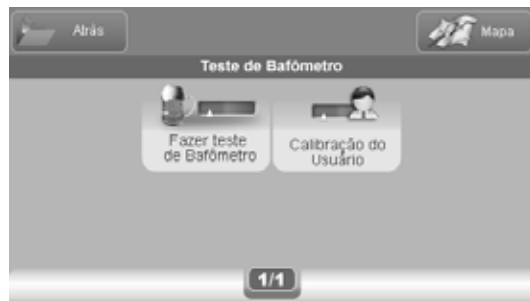 Atrás
Mapa
Teste de Bafômetro
Fazer teste
de Bafômetro
Calibração do
Usuário
1/1